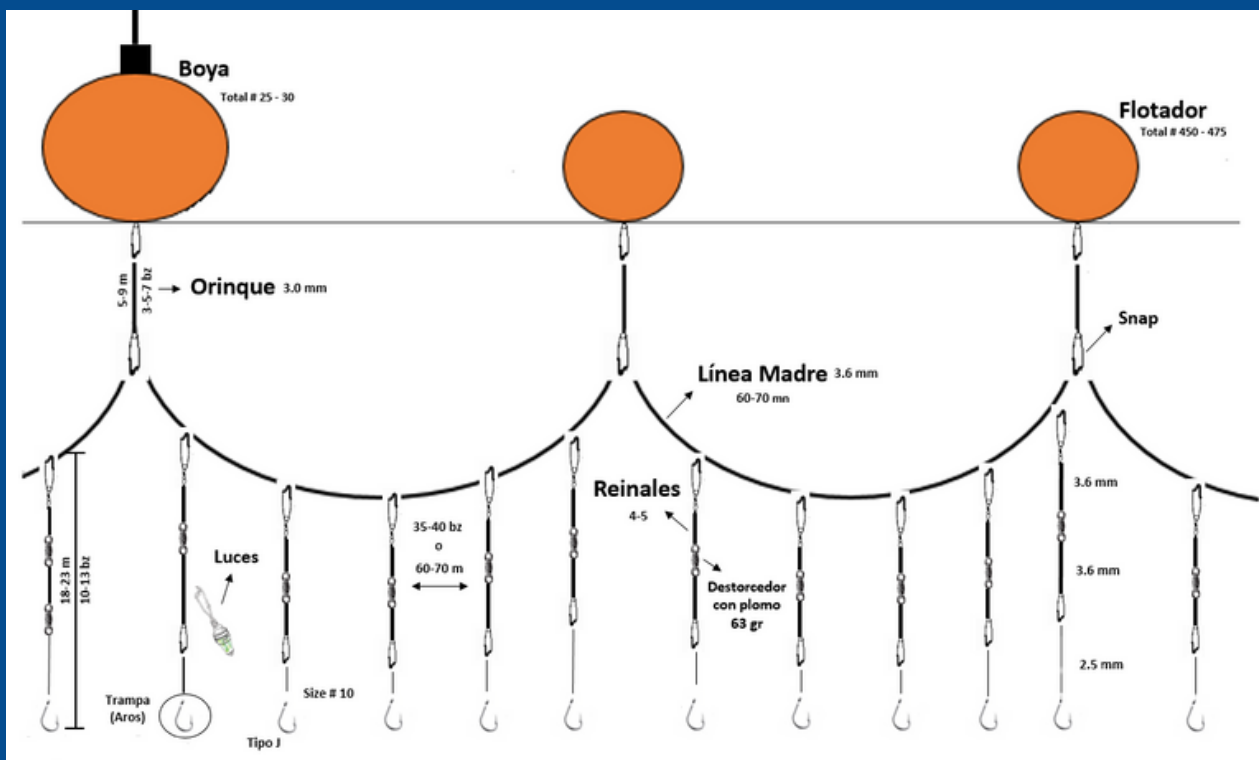 Boya
Total # 25 - 30
Flotador
Total # 450 - 475
5-9 m
3-5-7 bz
Orinque 3.0 mm
Snap
Línea Madre 3.6 mm
60-70 mn
Reinales
4-5
3.6 mm
35-40 bz
o
60-70 m
Luces
18-23 m
10-13 bz
Destorcedor
con plomo
63 gr
3.6 mm
2.5 mm
Trampa
(Aros)
Size # 10
Tipo J